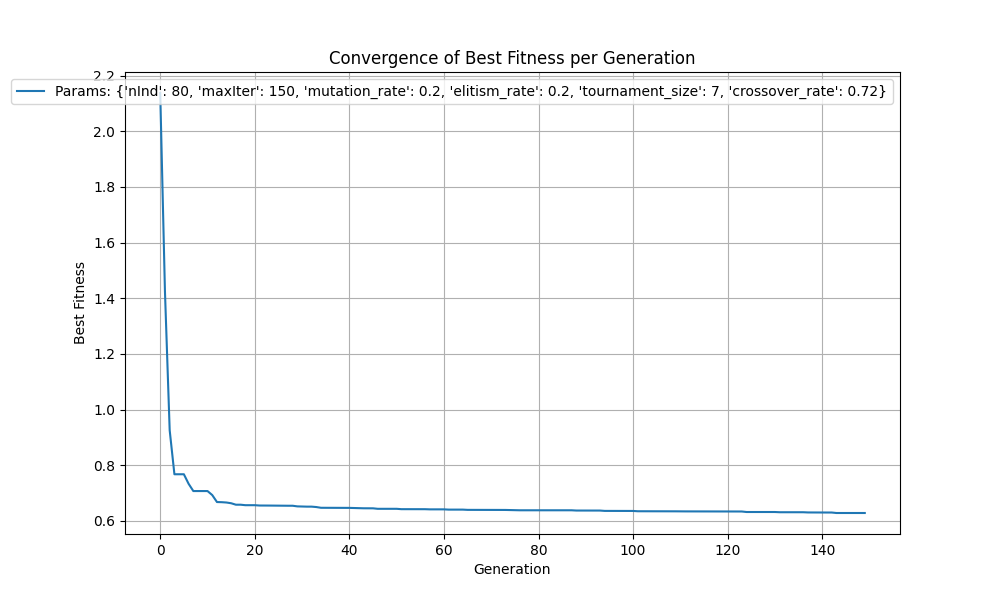 Convergence of Best Fitness per Generation
Params: {'nInd': 80, 'maxIter': 150, 'mutation_rate': 0.2, 'elitism_rate': 0.2, 'tournament_size': 7, 'crossover_rate': 0.72}
2.2
2.0
1.8
1.6
1.4
1.2
1.0
0.8
0.6
Best Fitness
0 20 40 60 80 100 120 140
Generation